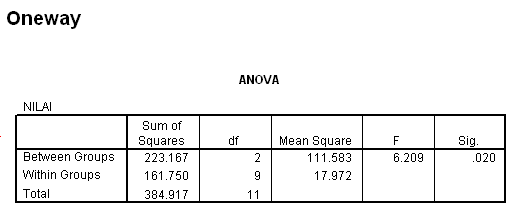 Oneway
ANOVA
NILAI
Sum of
Squares df Mean Square F Sig.
Between Groups 223.167 2 111.583 6.209 .020
Within Groups 161.750 9 17.972
Total 384.917 11